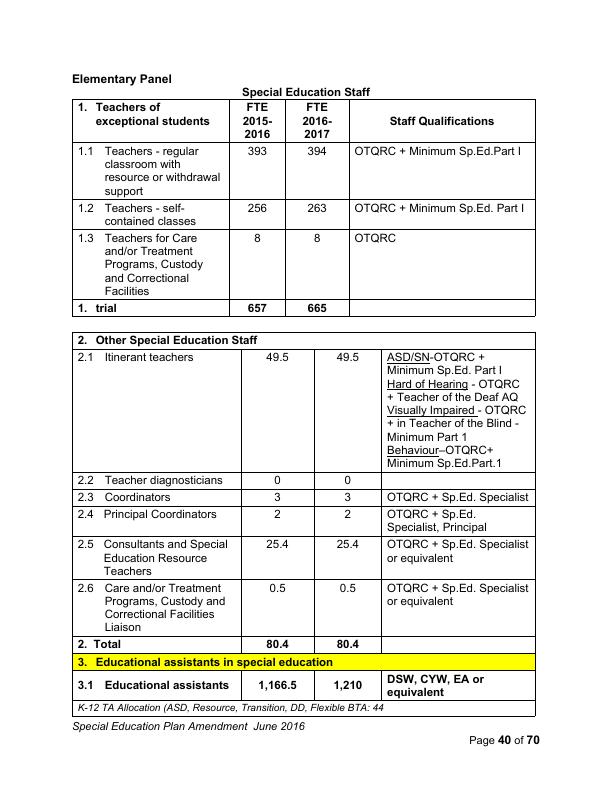 Elementary Panel
Special Education Staff
1. Teachers of exceptional students FTE 2015-2016 FTE 2016-2017 Staff Qualifications
1.1 Teachers - regular classroom with resource or withdrawal support 393 394 OTQRC + Minimum Sp.Ed.Part I
1.2 Teachers - self-contained classes 256 263 OTQRC + Minimum Sp.Ed. Part I
1.3 Teachers for Care and/or Treatment Programs, Custody and Correctional Facilities 8 8 OTQRC
1. trial 657 665
2. Other Special Education Staff
2.1 Itinerant teachers 49.5 49.5 ASD/SN-OTQRC +
Minimum Sp.Ed. Part I
Hard of Hearing - OTQRC
+ Teacher of the Deaf AQ
Visually Impaired - OTQRC
+ in Teacher of the Blind -
Minimum Part 1
Behaviour–OTQRC+
Minimum Sp.Ed.Part.1
2.2 Teacher diagnosticians 0 0
2.3 Coordinators 3 3 OTQRC + Sp.Ed. Specialist
2.4 Principal Coordinators 2 2 OTQRC + Sp.Ed. Specialist, Principal
2.5 Consultants and Special Education Resource Teachers 25.4 25.4 OTQRC + Sp.Ed. Specialist or equivalent
2.6 Care and/or Treatment Programs, Custody and Correctional Facilities Liaison 0.5 0.5 OTQRC + Sp.Ed. Specialist or equivalent
2. Total 80.4 80.4
3. Educational assistants in special education
3.1 Educational assistants 1,166.5 1,210 DSW, CYW, EA or equivalent
K-12 TA Allocation (ASD, Resource, Transition, DD, Flexible BTA: 44
Special Education Plan Amendment June 2016
Page 40 of 70